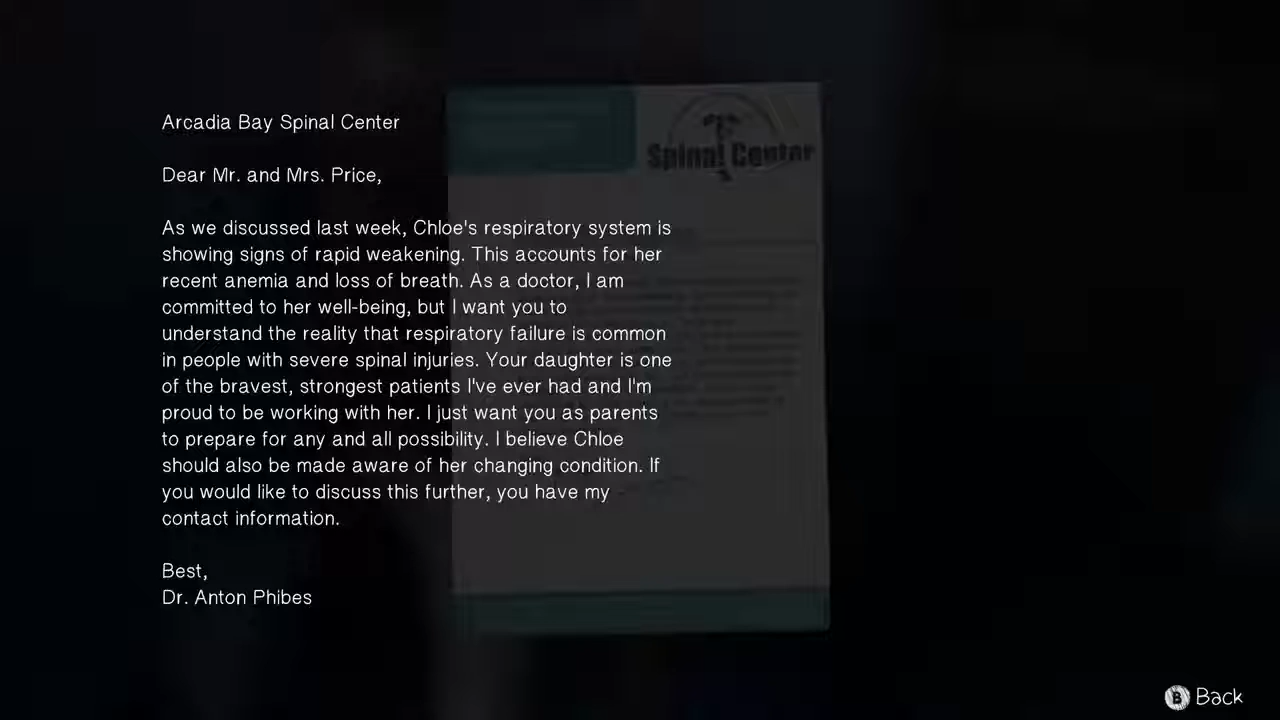 Spinal Center
Arcadia Bay Spinal Center
Dear Mr. and Mrs. Price,
As we discussed last week, Chloe's respiratory system is
showing signs of rapid weakening. This accounts for her
recent anemia and loss of breath. As a doctor, I am
committed to her well-being, but I want you to
understand the reality that respiratory failure is common
in people with severe spinal injuries. Your daughter is one
of the bravest, strongest patients I've ever had and I'm
proud to be working with her. I just want you as parents
to prepare for any and all possibility. I believe Chloe
should also be made aware of her changing condition. If
you would like to discuss this further, you have my
contact information.
Best,
Dr. Anton Phibes
B Back